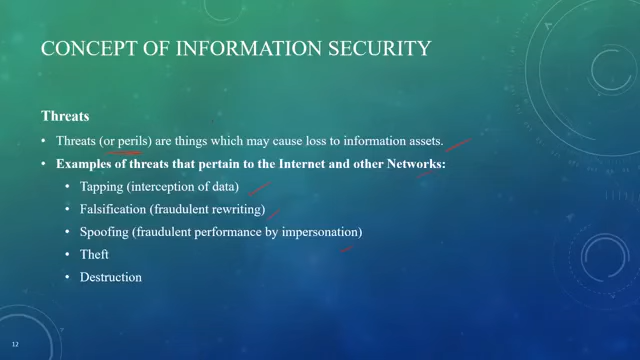 CONCEPT OF INFORMATION SECURITY
Threats
• Threats (or perils) are things which may cause loss to information assets.
• Examples of threats that pertain to the Internet and other Networks:
• Tapping (interception of data)
• Falsification (fraudulent rewriting)
• Spoofing (fraudulent performance by impersonation)
• Theft
• Destruction
12